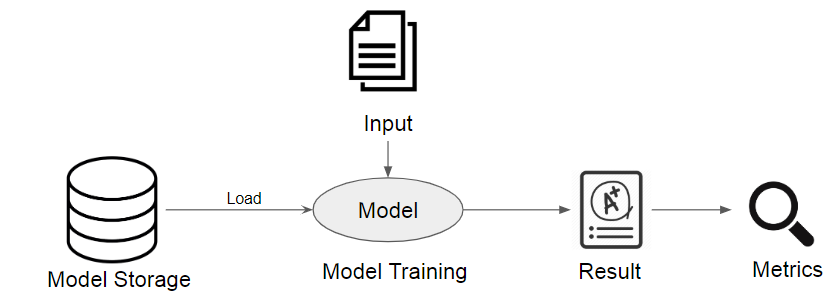 Input
Load
Model
A+
Model Storage
Model Training
Result
Metrics